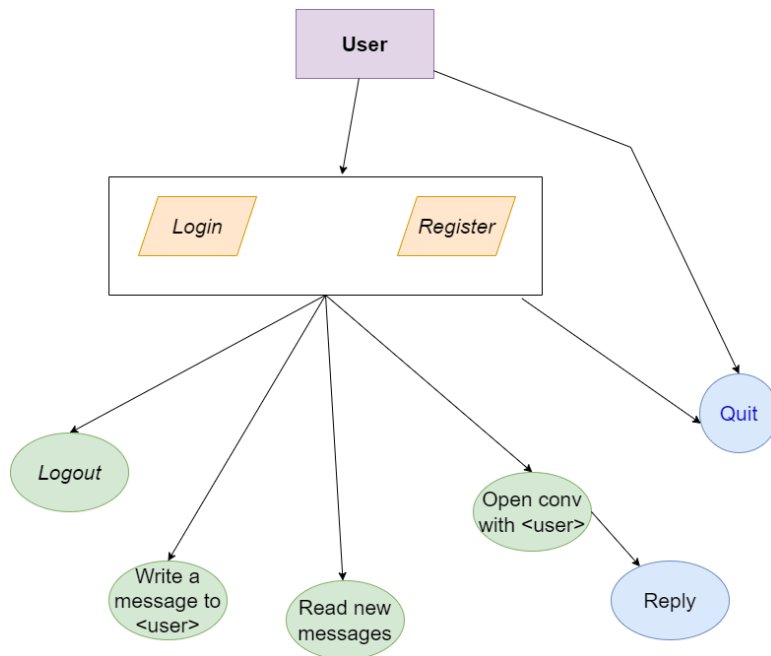 User
Login
Register
Quit
Logout
Open conv
with <user>
Write a
message to
<user>
Read new
messages
Reply